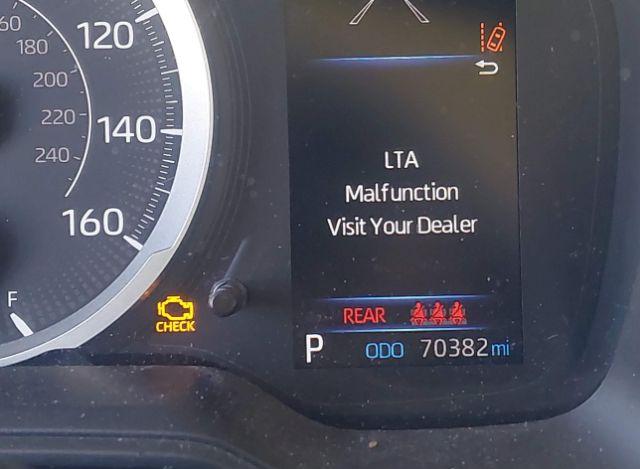 60
180
200
220
240
120
140
160
F
CHECK
LTA
Malfunction
Visit Your Dealer
REAR
P ODO 70382 mi